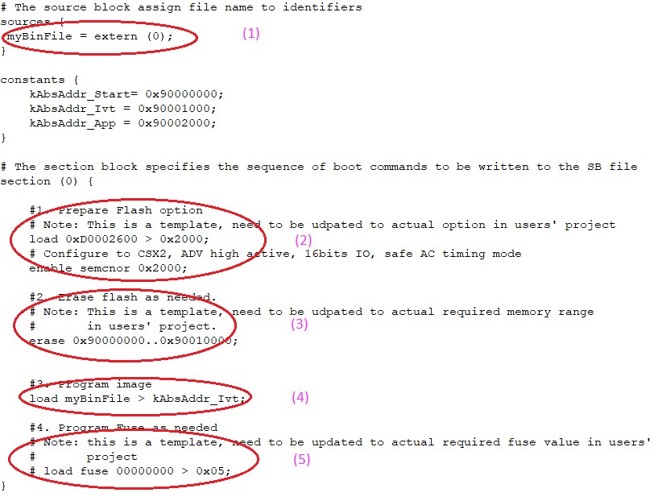 # The source block assign file name to identifiers
sources {
myBinFile = extern (0);
(1)
}
constants {
kAbsAddr_Start= 0x90000000;
kAbsAddr_Ivt = 0x90001000;
kAbsAddr_App = 0x90002000;
}
# The section block specifies the sequence of boot commands to be written to the SB file
section (0) {
#1. Prepare Flash option
# Note: This is a template, need to be udpated to actual option in users' project
load 0xD0002600 > 0x2000;
(2)
# Configure to CSX2, ADV high active, 16bits IO, safe AC timing mode
enable semcnor 0x2000;
#2. Erase flash as needed.
# Note: This is a template, need to be udpated to actual required memory range
# in users' project.
(3)
erase 0x90000000..0x90010000;
#3. Program image
load myBinFile > kAbsAddr_Ivt;
(4)
#4. Program Fuse as needed
# Note: this is a template, need to be updated to actual required fuse value in users'
# project
(5)
# load fuse 00000000 > 0x05;
}